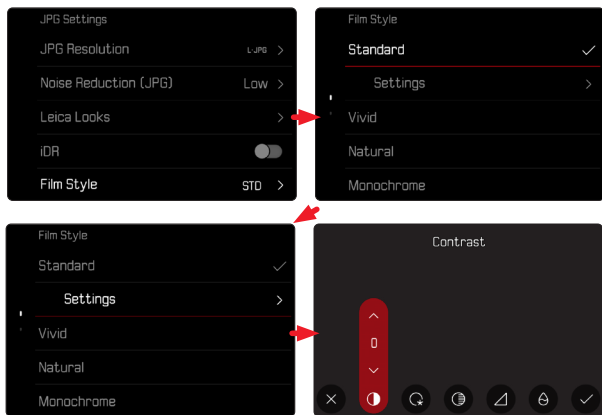 JPG Settings
JPG Resolution L-JPG
Noise Reduction (JPG) Low
Leica Looks
iDR
Film Style STD
Film Style
Standard
Settings
Vivid
Natural
Monochrome
Film Style
Standard
Settings
Vivid
Natural
Monochrome
Contrast
0